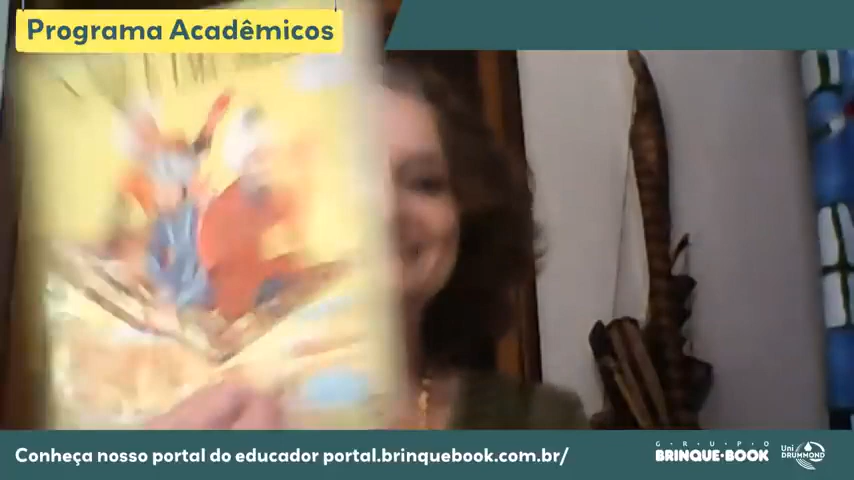 Programa Acadêmicos
Conheça nosso portal do educador portal.brinquebook.com.br/
GRUPO
BRINQUE-BOOK
Uni
DRUMMOND